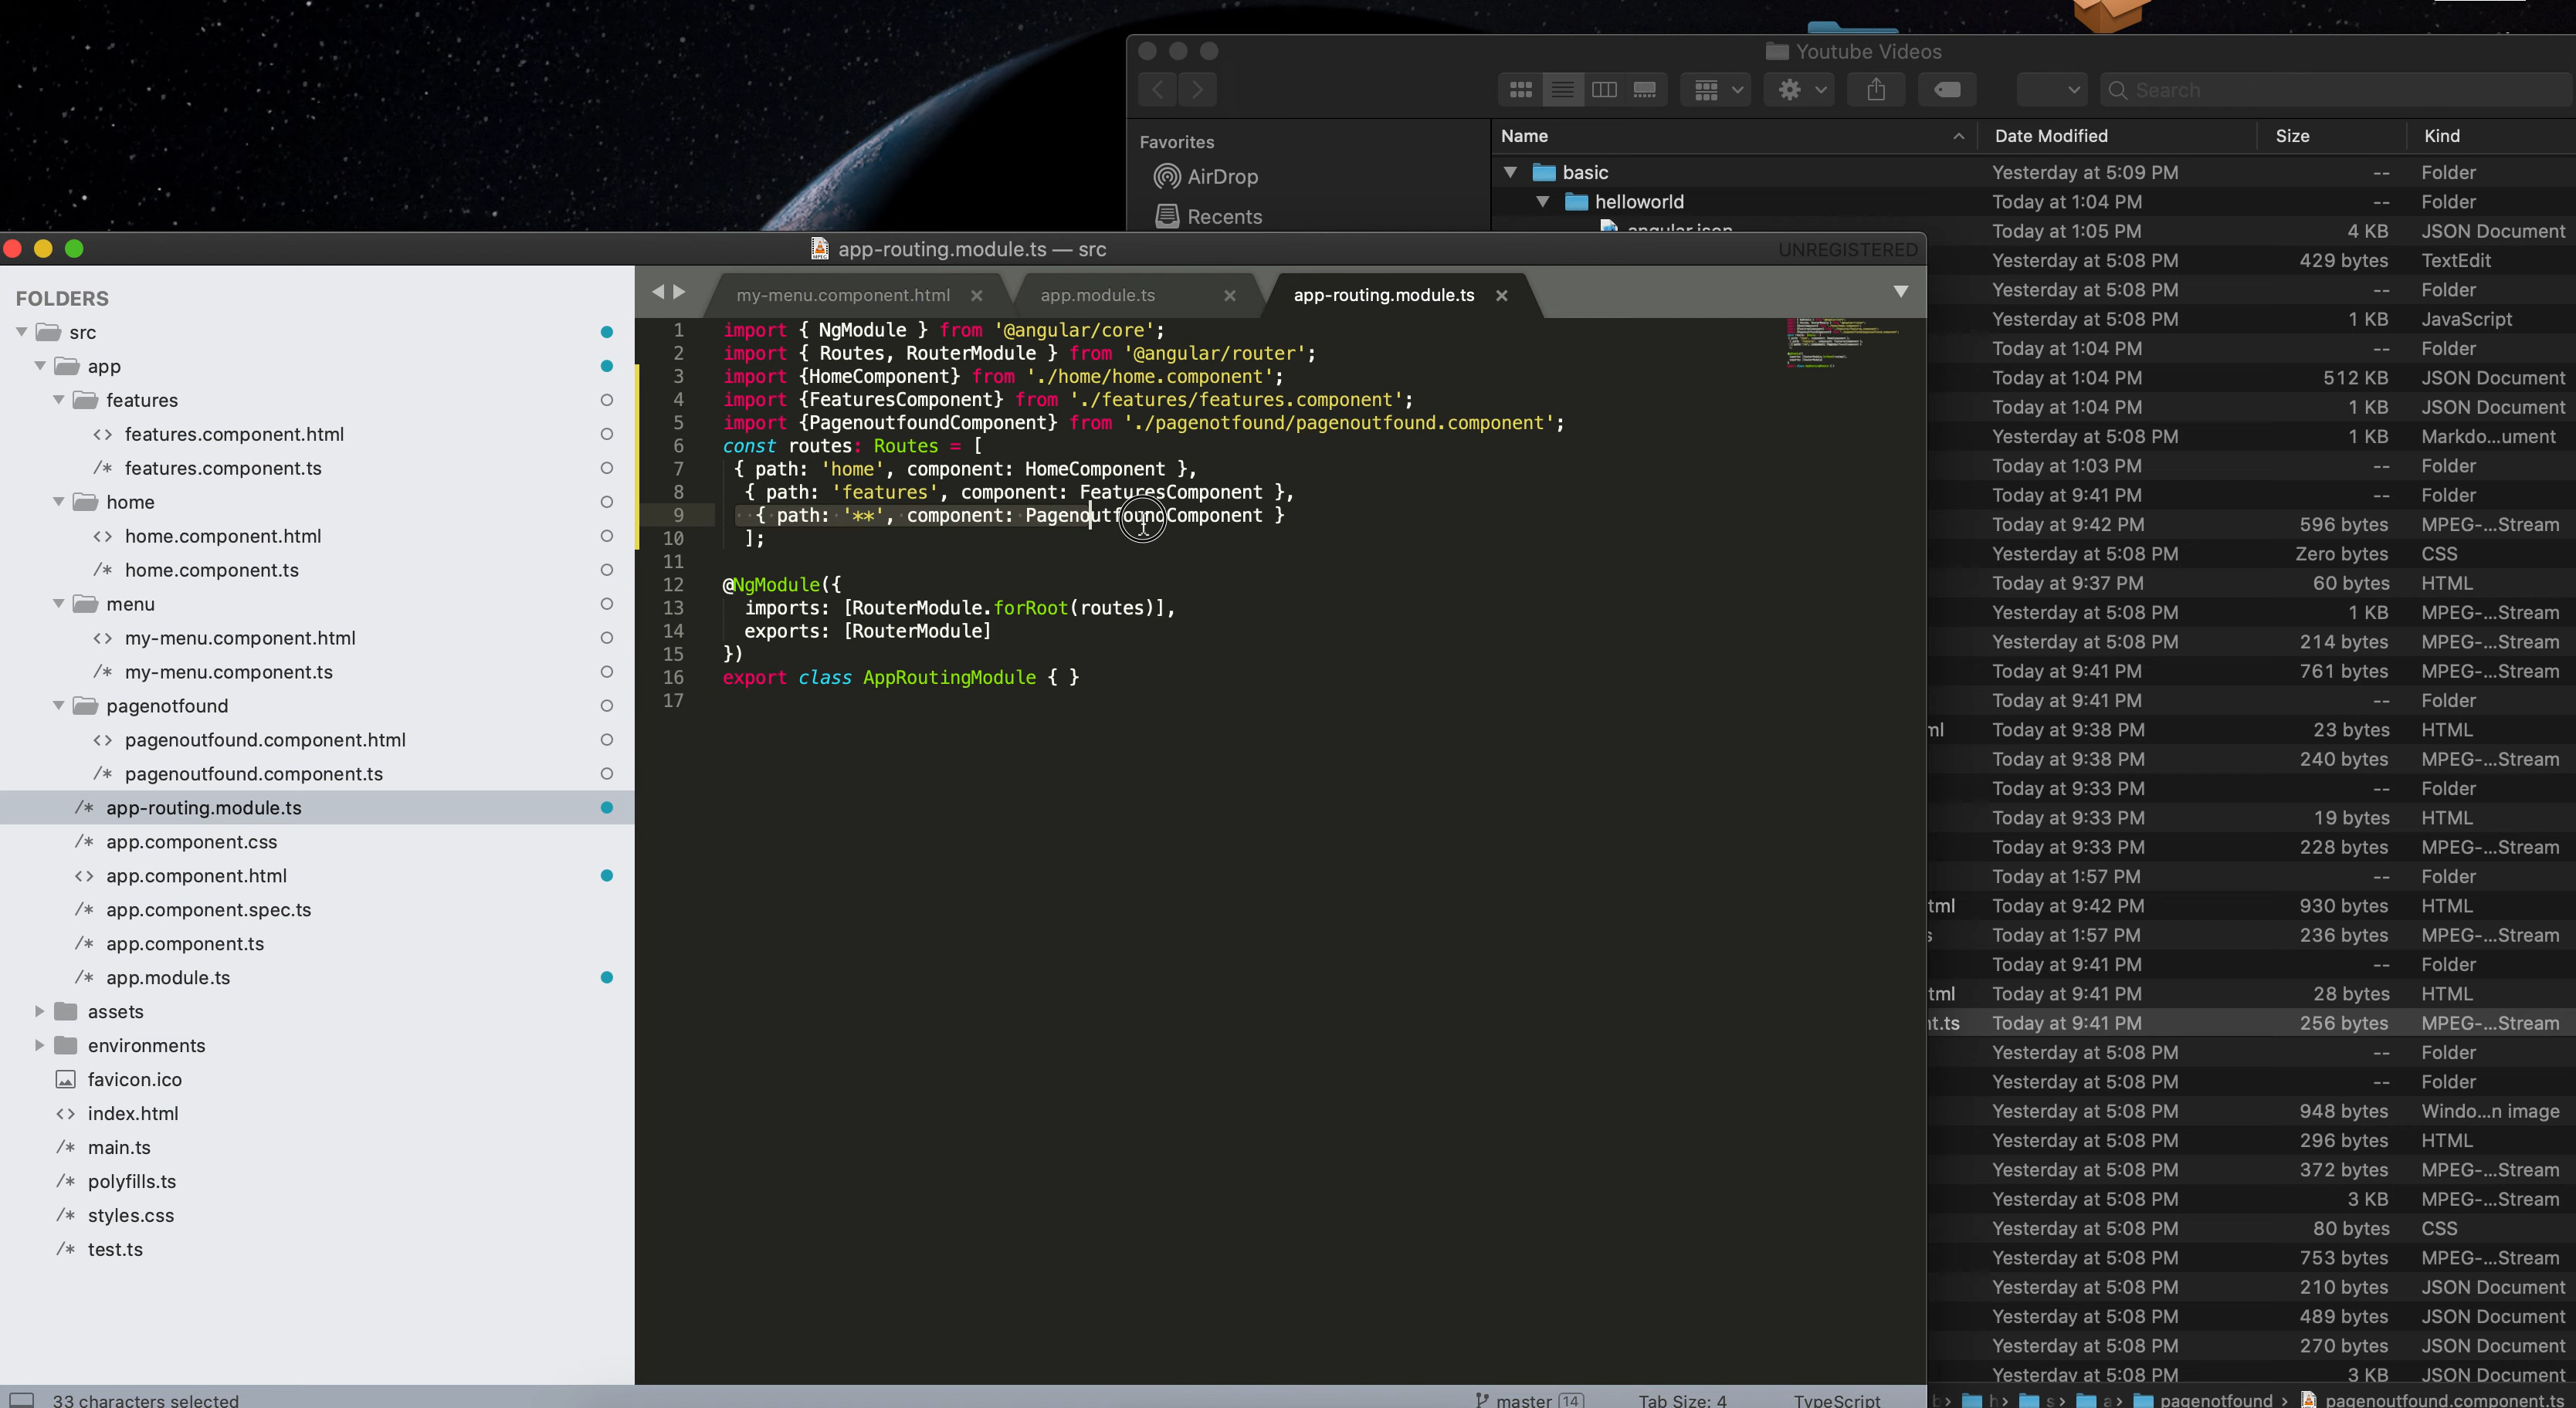 Youtube Videos
Search
Favorites
AirDrop
Recents
Name
Date Modified
Size
Kind
basic
Yesterday at 5:09 PM
--
Folder
helloworld
Today at 1:04 PM
--
Folder
angular.json
Today at 1:05 PM
4 KB
JSON Document
Yesterday at 5:08 PM
429 bytes
TextEdit
Yesterday at 5:08 PM
--
Folder
Yesterday at 5:08 PM
1 KB
JavaScript
Today at 1:04 PM
--
Folder
Today at 1:04 PM
512 KB
JSON Document
Today at 1:04 PM
1 KB
JSON Document
Yesterday at 5:08 PM
1 KB
Markdo...ument
Today at 1:03 PM
--
Folder
Today at 9:41 PM
--
Folder
Today at 9:42 PM
596 bytes
MPEG-...Stream
Yesterday at 5:08 PM
Zero bytes
CSS
Today at 9:37 PM
60 bytes
HTML
Yesterday at 5:08 PM
1 KB
MPEG-...Stream
Yesterday at 5:08 PM
214 bytes
MPEG-...Stream
Today at 9:41 PM
761 bytes
MPEG-...Stream
Today at 9:41 PM
--
Folder
ml
Today at 9:38 PM
23 bytes
HTML
Today at 9:38 PM
240 bytes
MPEG-...Stream
Today at 9:33 PM
--
Folder
Today at 9:33 PM
19 bytes
HTML
Today at 9:33 PM
228 bytes
MPEG-...Stream
Today at 1:57 PM
--
Folder
tml
Today at 9:42 PM
930 bytes
HTML
s
Today at 1:57 PM
236 bytes
MPEG-...Stream
Today at 9:41 PM
--
Folder
tml
Today at 9:41 PM
28 bytes
HTML
nt.ts
Today at 9:41 PM
256 bytes
MPEG-...Stream
Yesterday at 5:08 PM
--
Folder
Yesterday at 5:08 PM
--
Folder
Yesterday at 5:08 PM
948 bytes
Windo...n image
Yesterday at 5:08 PM
296 bytes
HTML
Yesterday at 5:08 PM
372 bytes
MPEG-...Stream
Yesterday at 5:08 PM
3 KB
MPEG-...Stream
Yesterday at 5:08 PM
80 bytes
CSS
Yesterday at 5:08 PM
753 bytes
MPEG-...Stream
Yesterday at 5:08 PM
210 bytes
JSON Document
Yesterday at 5:08 PM
489 bytes
JSON Document
Yesterday at 5:08 PM
270 bytes
JSON Document
Yesterday at 5:08 PM
3 KB
JSON Document
h › s › a › pagenotfound › pagenoutfound.component.ts
app-routing.module.ts — src
UNREGISTERED
FOLDERS
src
app
features
<> features.component.html
/* features.component.ts
home
<> home.component.html
/* home.component.ts
menu
<> my-menu.component.html
/* my-menu.component.ts
pagenotfound
<> pagenoutfound.component.html
/* pagenoutfound.component.ts
/* app-routing.module.ts
/* app.component.css
<> app.component.html
/* app.component.spec.ts
/* app.component.ts
/* app.module.ts
assets
environments
favicon.ico
<> index.html
/* main.ts
/* polyfills.ts
/* styles.css
/* test.ts
my-menu.component.html
app.module.ts
app-routing.module.ts
1 import { NgModule } from '@angular/core';
2 import { Routes, RouterModule } from '@angular/router';
3 import {HomeComponent} from './home/home.component';
4 import {FeaturesComponent} from './features/features.component';
5 import {PagenoutfoundComponent} from './pagenotfound/pagenoutfound.component';
6 const routes: Routes = [
7 { path: 'home', component: HomeComponent },
8 { path: 'features', component: FeaturesComponent },
9 { path: '**', component: PagenoutfoundComponent }
10 ];
11
12 @NgModule({
13 imports: [RouterModule.forRoot(routes)],
14 exports: [RouterModule]
15 })
16 export class AppRoutingModule { }
17
33 characters selected
master 14
Tab Size: 4
TypeScript